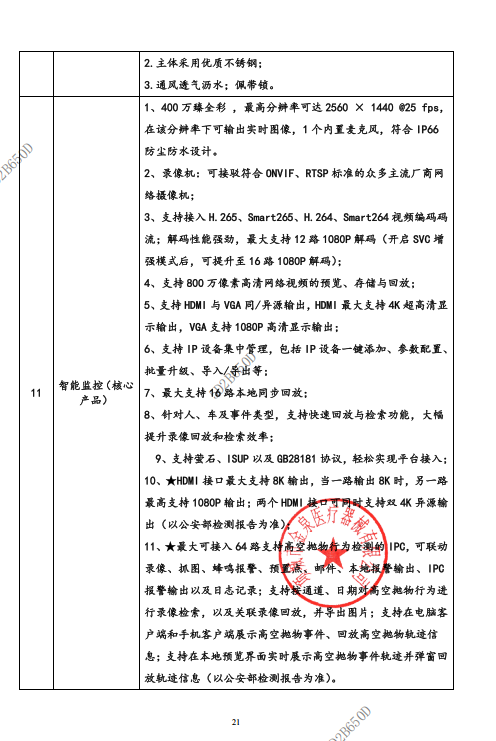 2.主体采用优质不锈钢；
3.通风透气沥水；佩带锁。
11
智能监控（核心
产品）
1、400 万臻全彩 ，最高分辨率可达 2560 × 1440 @25 fps，
在该分辨率下可输出实时图像，1 个内置麦克风，符合 IP66
防尘防水设计。
2、录像机：可接驳符合 ONVIF、RTSP 标准的众多主流厂商网
络摄像机；
3、支持接入 H.265、Smart265、H.264、Smart264 视频编码码
流；解码性能强劲，最大支持 12 路 1080P 解码（开启 SVC 增
强模式后，可提升至 16 路 1080P 解码）；
4、支持 800 万像素高清网络视频的预览、存储与回放；
5、支持 HDMI 与 VGA 同/异源输出，HDMI 最大支持 4K 超高清显
示输出，VGA 支持 1080P 高清显示输出；
6、支持 IP 设备集中管理，包括 IP 设备一键添加、参数配置、
批量升级、导入/导出等；
7、最大支持 16 路本地同步回放；
8、针对人、车及事件类型，支持快速回放与检索功能，大幅
提升录像回放和检索效率；
9、支持萤石、ISUP 以及 GB28181 协议，轻松实现平台接入；
10、★HDMI 接口最大支持 8K 输出，当一路输出 8K 时，另一路
最高支持 1080P 输出；两个 HDMI 接口可同时支持双 4K 异源输
出（以公安部检测报告为准）；
11、★最大可接入 64 路支持高空抛物行为检测的 IPC，可联动
录像、抓图、蜂鸣报警、预置点、邮件、本地报警输出、IPC
报警输出以及日志记录；支持按通道、日期对高空抛物行为进
行录像检索，以及关联录像回放，并导出图片；支持在电脑客
户端和手机客户端展示高空抛物事件、回放高空抛物轨迹信
息；支持在本地预览界面实时展示高空抛物事件轨迹并弹窗回
放轨迹信息（以公安部检测报告为准）。
21